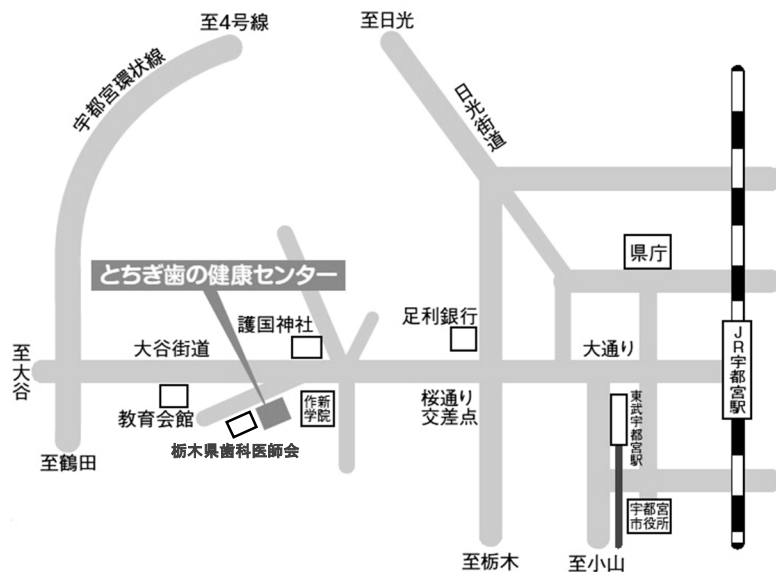 至4号線
至日光
宇都宮環状線
日光街道
県庁
とちぎ歯の健康センター
護国神社
足利銀行
大谷街道
大通り
JR宇都宮駅
至大谷
教育会館
作新
学院
桜通り
交差点
東武宇都宮駅
栃木県歯科医師会
至鶴田
宇都宮
市役所
至栃木
至小山